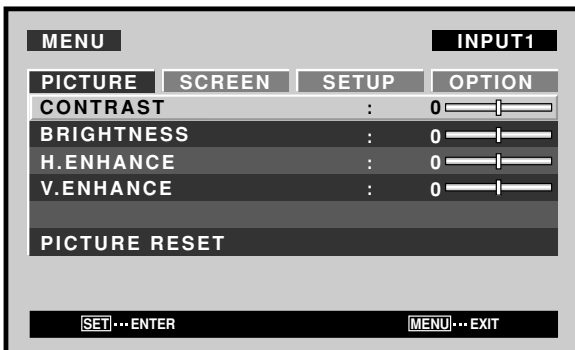 MENU INPUT1
PICTURE SCREEN SETUP OPTION
CONTRAST : 0
BRIGHTNESS : 0
H.ENHANCE : 0
V.ENHANCE : 0
PICTURE RESET
SET···ENTER MENU···EXIT